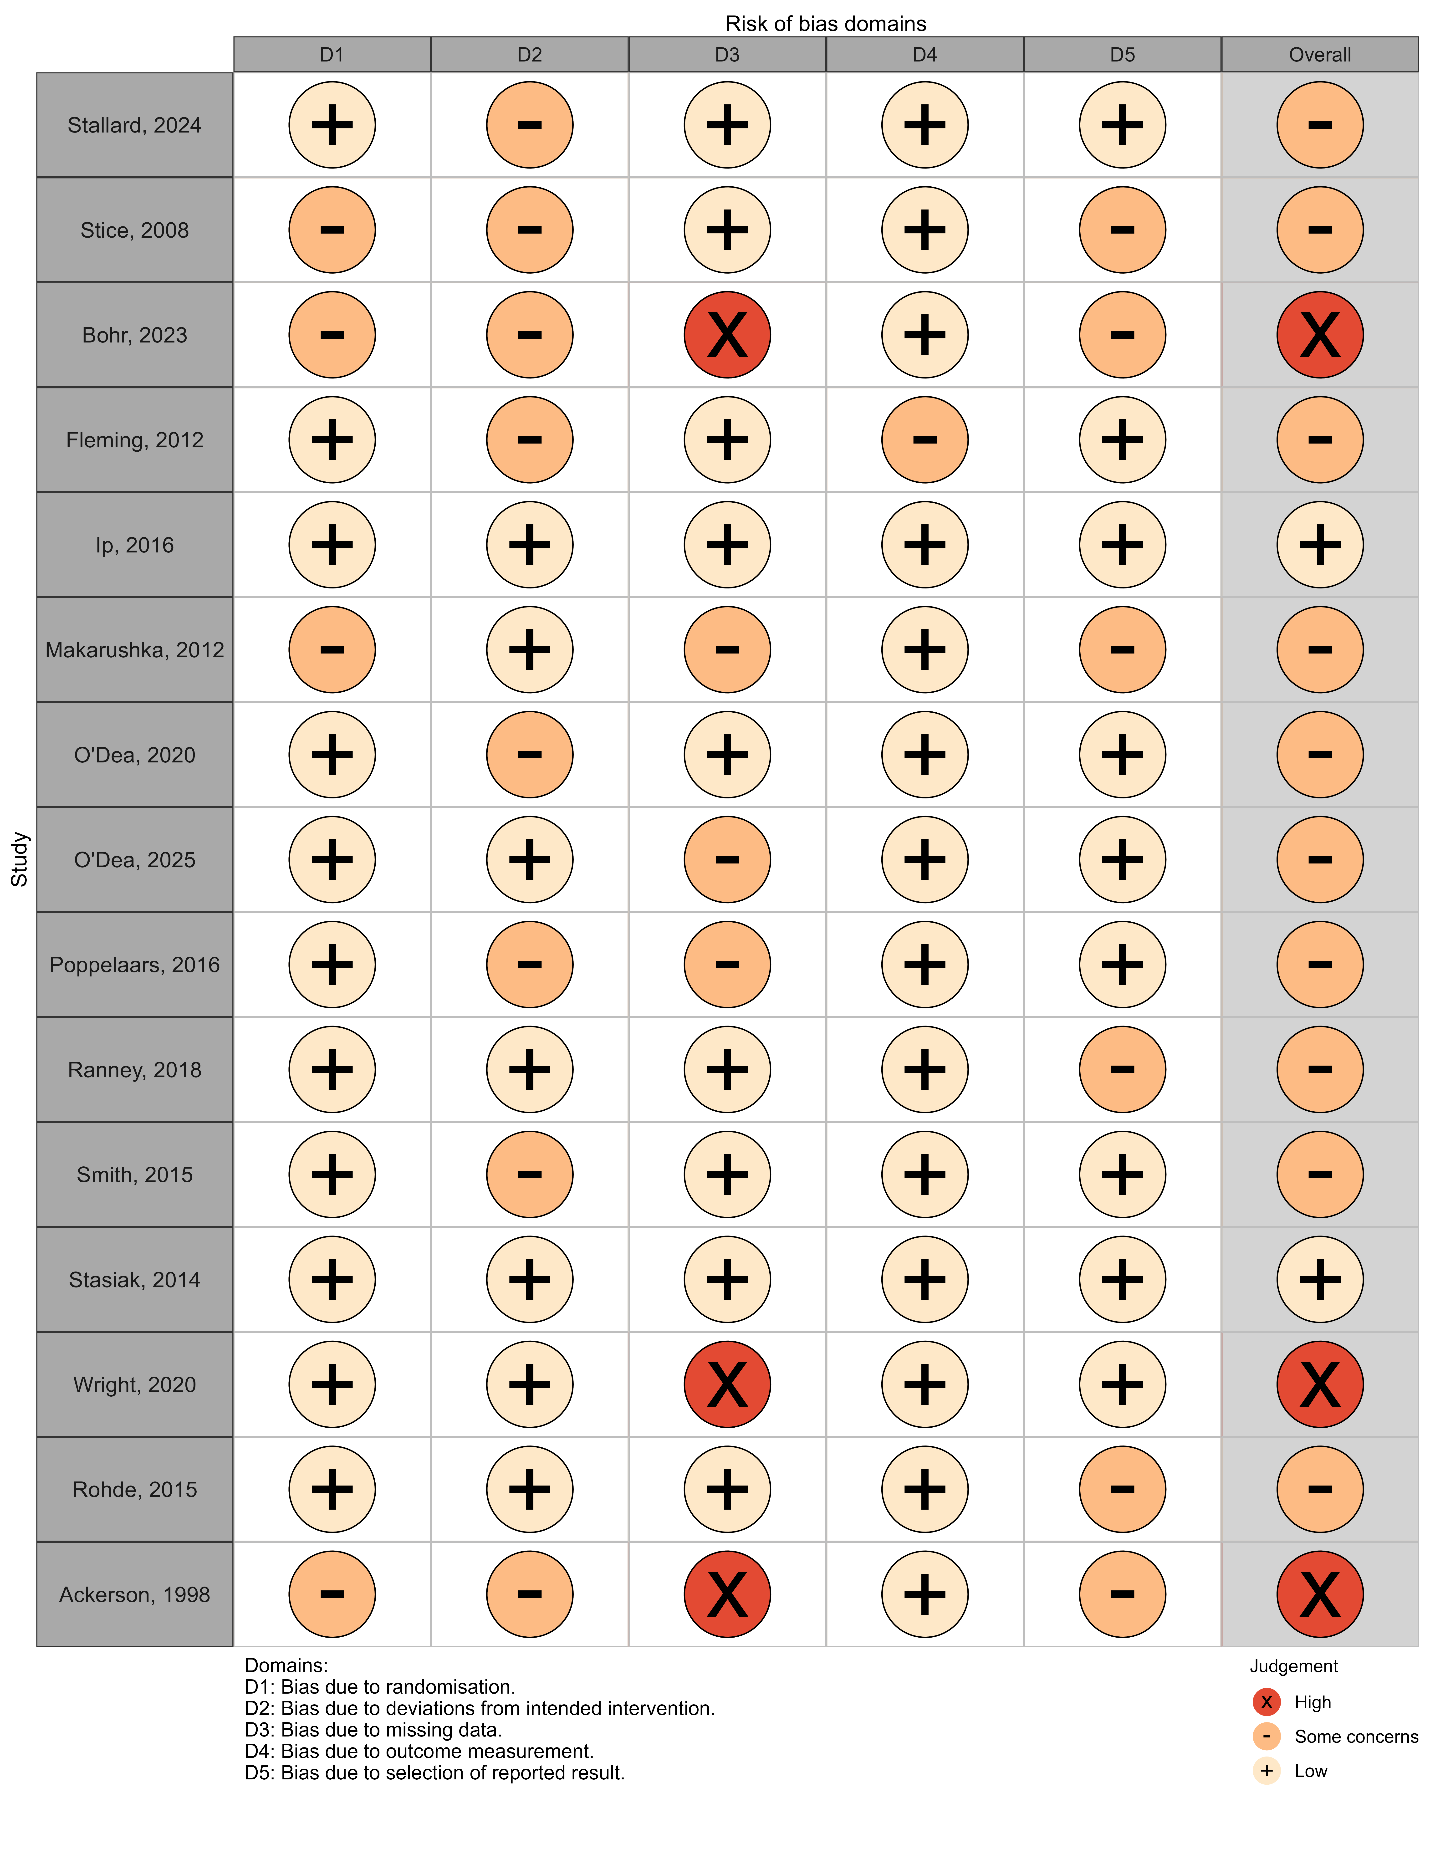 Risk of bias domains
D1 D2 D3 D4 D5 Overall
Stallard, 2024 + - + + + -
Stice, 2008 - - + + - -
Bohr, 2023 - - X + - X
Fleming, 2012 + - + - + -
Ip, 2016 + + + + + +
Makarushka, 2012 - + - + - -
O'Dea, 2020 + - + + + -
O'Dea, 2025 + + - + + -
Study
Poppelaars, 2016 + - - + + -
Ranney, 2018 + + + + - -
Smith, 2015 + - + + + -
Stasiak, 2014 + + + + + +
Wright, 2020 + + X + + X
Rohde, 2015 + + + + - -
Ackerson, 1998 - - X + - X
Domains:
D1: Bias due to randomisation.
D2: Bias due to deviations from intended intervention.
D3: Bias due to missing data.
D4: Bias due to outcome measurement.
D5: Bias due to selection of reported result.
Judgement
X High
- Some concerns
+ Low